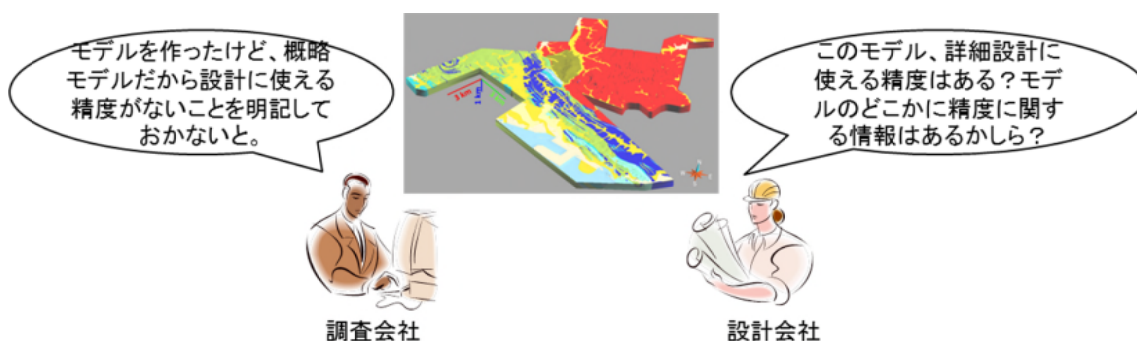 モデルを作ったけど、概略
モデルだから設計に使える
精度がないことを明記して
おかないと。
このモデル、詳細設計に
使える精度はある？モデ
ルのどこかに精度に関す
る情報はあるかしら？
3 km
1 km
調査会社
設計会社